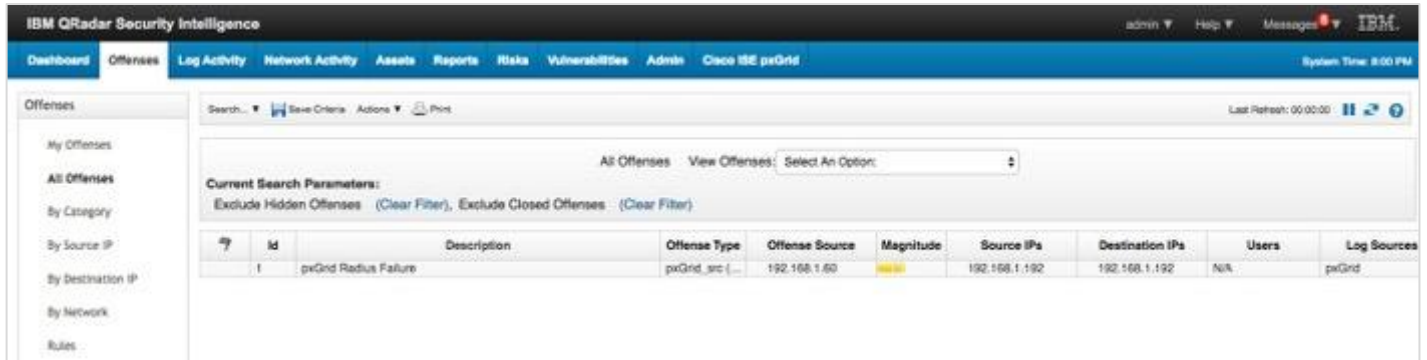 IBM QRadar Security Intelligence admin Help Messages IBM.
Dashboard Offenses Log Activity Network Activity Assets Reports Risks Vulnerabilities Admin Cisco ISE pxGrid System Time: 8:00 PM
Offenses
Search... Save Criteria Actions Print Last Refresh: 00:00:00
My Offenses
All Offenses View Offenses: Select An Option:
All Offenses
Current Search Parameters:
Exclude Hidden Offenses (Clear Filter), Exclude Closed Offenses (Clear Filter)
By Category
By Source IP
Id Description Offense Type Offense Source Magnitude Source IPs Destination IPs Users Log Sources
1 pxGrid Radius Failure pxGrid_src (... 192.168.1.60 192.168.1.192 192.168.1.192 N/A pxGrid
By Destination IP
By Network
Rules